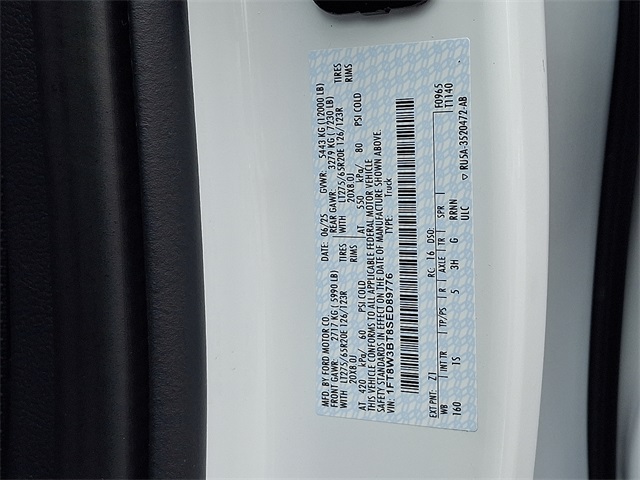 MFD. BY FORD MOTOR CO. DATE: 06/25 GVWR: 5443 KG (12000 LB)
FRONT GAWR: 2717 KG (5990 LB) REAR GAWR: 3279 KG (7230 LB)
WITH LT275/65R20E 126/123R TIRES WITH LT275/65R20E 126/123R TIRES
20X8.0J RIMS 20X8.0J RIMS
AT 420 kPa/ 60 PSI COLD AT 550 kPa/ 80 PSI COLD
THIS VEHICLE CONFORMS TO ALL APPLICABLE FEDERAL MOTOR VEHICLE
SAFETY STANDARDS IN EFFECT ON THE DATE OF MANUFACTURE SHOWN ABOVE.
VIN: 1FT8W3BT8SED89776 TYPE: Truck
F0965
T1140
EXT PNT: Z1 RC: 16 DSO:
WB INT TR TP/PS R AXLE TR SPR
160 IS 5 3H G RRNN
ULC RU5A-3520472-AB